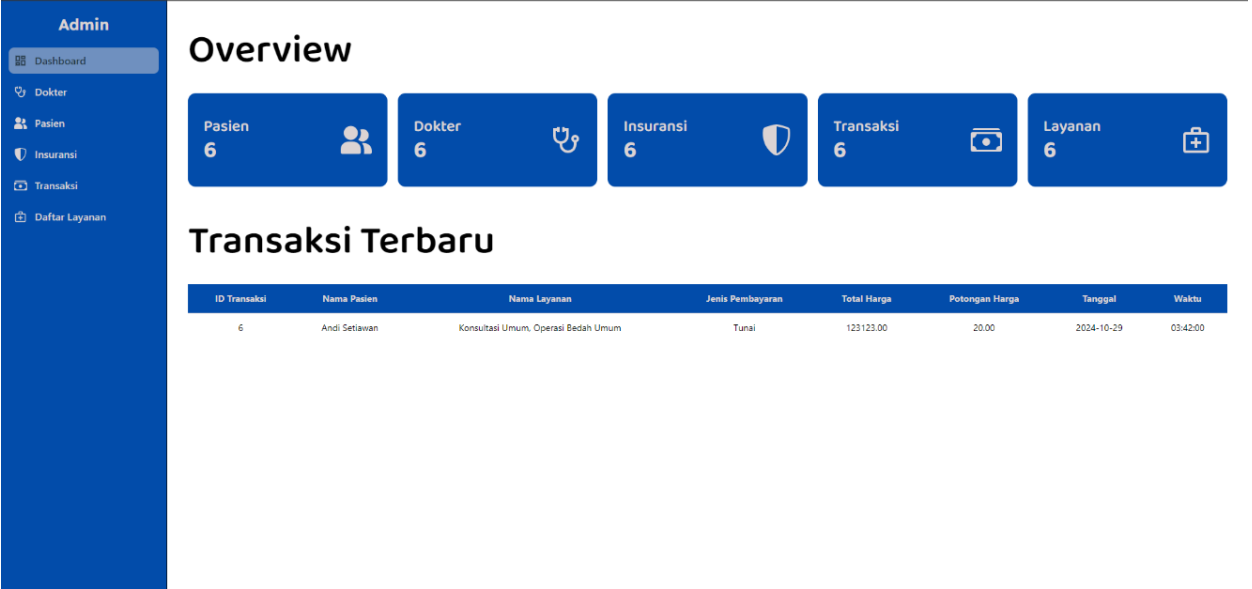 Admin
Dashboard
Dokter
Pasien
Insuransi
Transaksi
Daftar Layanan
Overview
Pasien
6
Dokter
6
Insuransi
6
Transaksi
6
Layanan
6
Transaksi Terbaru
ID Transaksi Nama Pasien Nama Layanan Jenis Pembayaran Total Harga Potongan Harga Tanggal Waktu
6 Andi Setiawan Konsultasi Umum, Operasi Bedah Umum Tunai 123123.00 20.00 2024-10-29 03:42:00